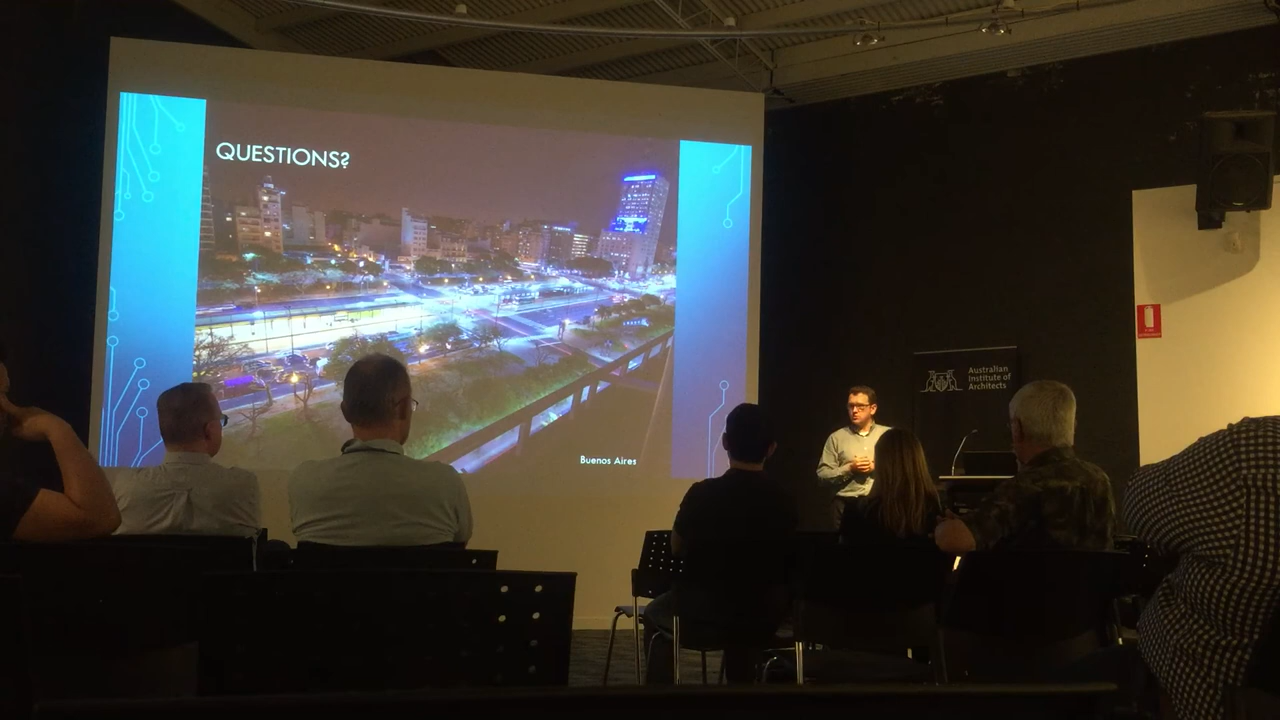 QUESTIONS?
Buenos Aires
Australian
Institute of
Architects